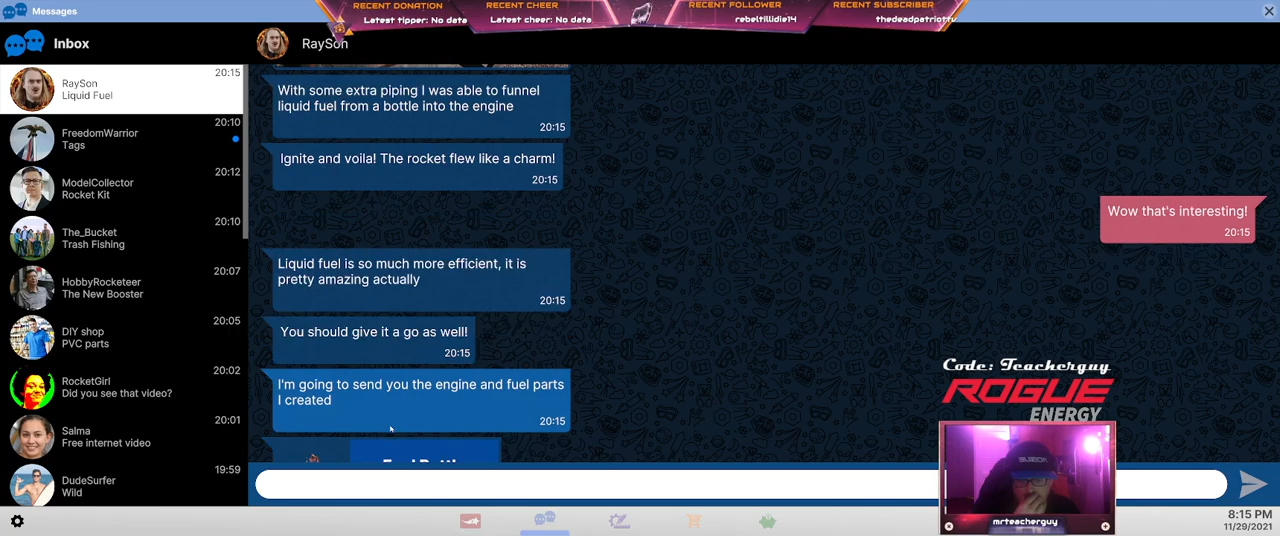 Messages
RECENT DONATION
Latest tipper: No data
RECENT CHEER
Latest cheer: No data
RECENT FOLLOWER
rebeltillidie14
RECENT SUBSCRIBER
thedeadpatriottv
Inbox
RaySon
RaySon
Liquid Fuel
20:15
FreedomWarrior
Tags
20:10
ModelCollector
Rocket Kit
20:12
The_Bucket
Trash Fishing
20:10
HobbyRocketeer
The New Booster
20:07
DIY shop
PVC parts
20:05
RocketGirl
Did you see that video?
20:02
Salma
Free internet video
20:01
DudeSurfer
Wild
19:59
With some extra piping I was able to funnel
liquid fuel from a bottle into the engine
20:15
Ignite and voila! The rocket flew like a charm!
20:15
Wow that's interesting!
20:15
Liquid fuel is so much more efficient, it is
pretty amazing actually
20:15
You should give it a go as well!
20:15
I'm going to send you the engine and fuel parts
I created
20:15
Code: Teacherguy
ROGUE
ENERGY
mrteacherguy
8:15 PM
11/29/2021